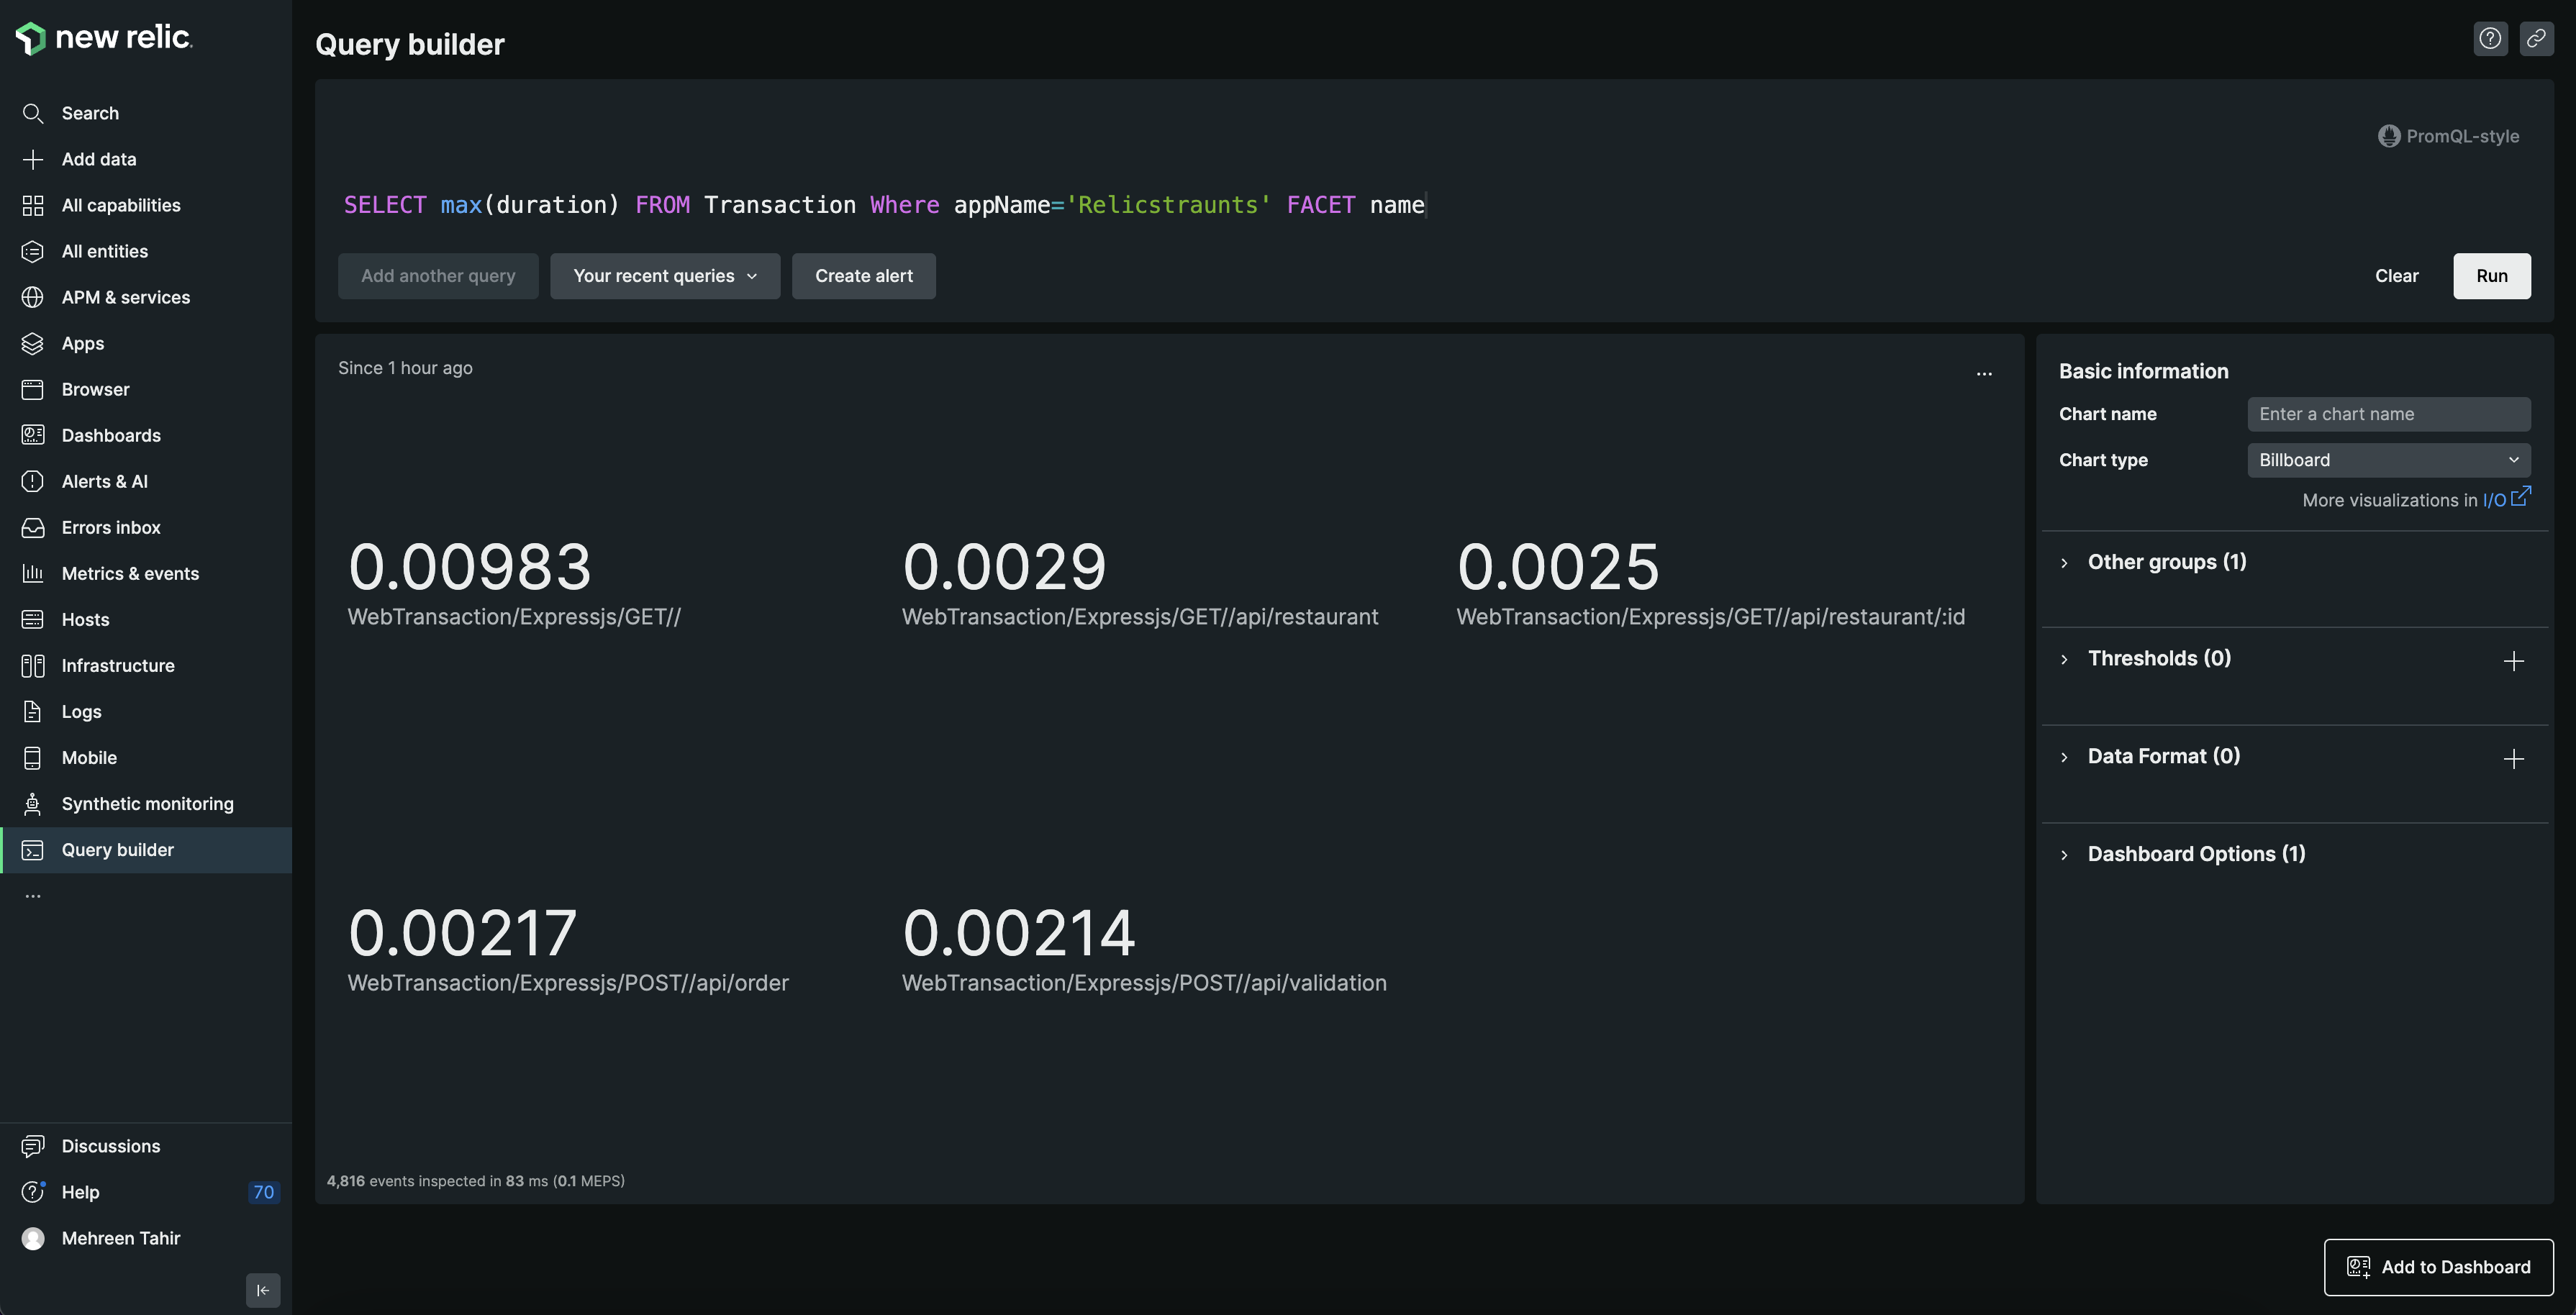 new relic.
Search
Add data
All capabilities
All entities
APM & services
Apps
Browser
Dashboards
Alerts & AI
Errors inbox
Metrics & events
Hosts
Infrastructure
Logs
Mobile
Synthetic monitoring
Query builder
...
Discussions
Help 70
Mehreen Tahir
Query builder
PromQL-style
SELECT max(duration) FROM Transaction Where appName='Relicstraunts' FACET name
Add another query Your recent queries Create alert Clear Run
Since 1 hour ago ...
0.00983
WebTransaction/Expressjs/GET//
0.0029
WebTransaction/Expressjs/GET//api/restaurant
0.0025
WebTransaction/Expressjs/GET//api/restaurant/:id
0.00217
WebTransaction/Expressjs/POST//api/order
0.00214
WebTransaction/Expressjs/POST//api/validation
4,816 events inspected in 83 ms (0.1 MEPS)
Basic information
Chart name Enter a chart name
Chart type Billboard
More visualizations in I/O
Other groups (1)
Thresholds (0)
Data Format (0)
Dashboard Options (1)
Add to Dashboard